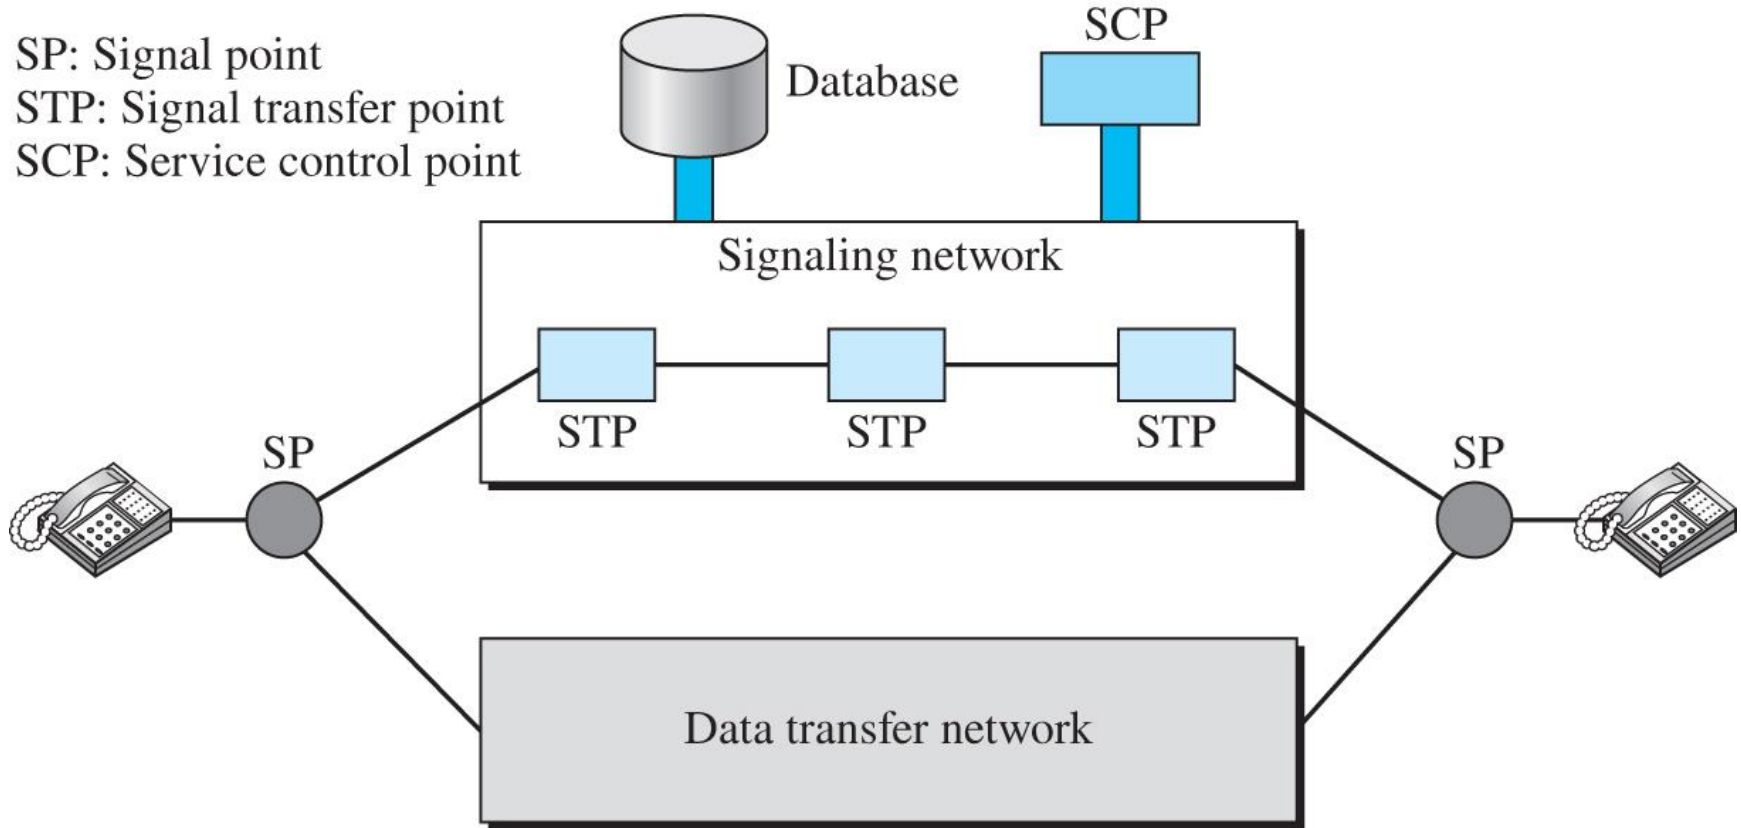 SP: Signal point
STP: Signal transfer point
SCP: Service control point
Database
SCP
Signaling network
STP
STP
STP
SP
SP
Data transfer network